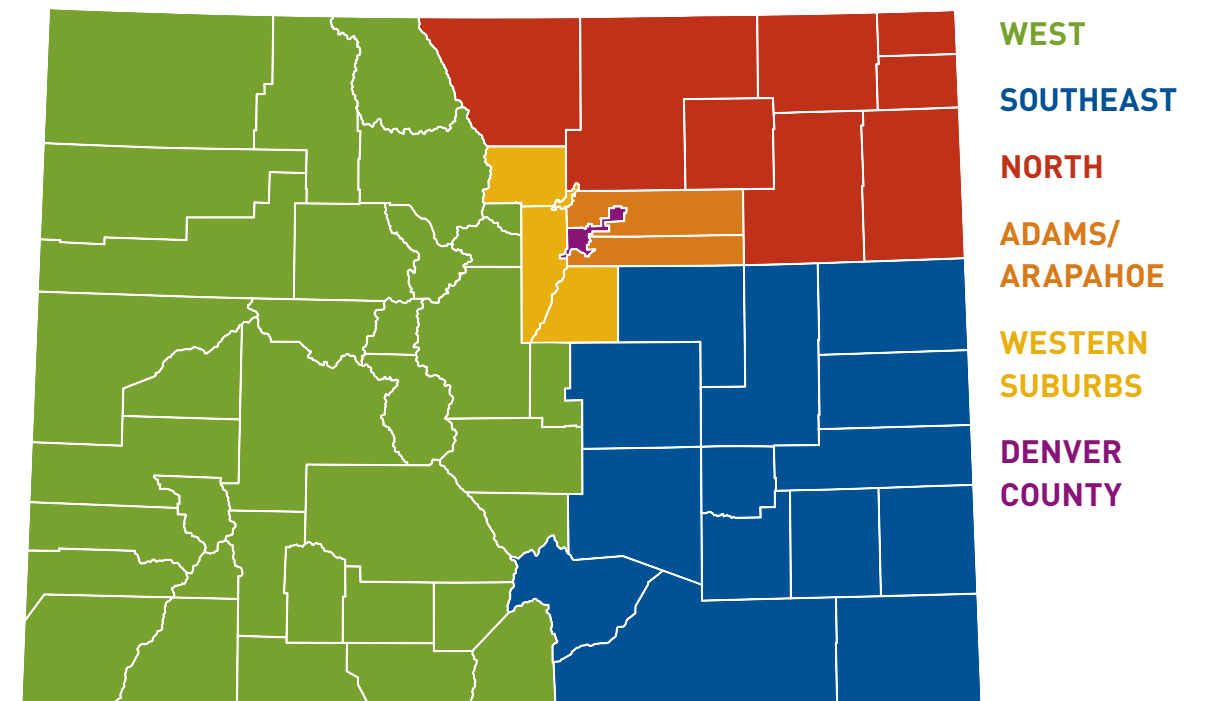 WEST
SOUTHEAST
NORTH
ADAMS/
ARAPAHOE
WESTERN
SUBURBS
DENVER
COUNTY